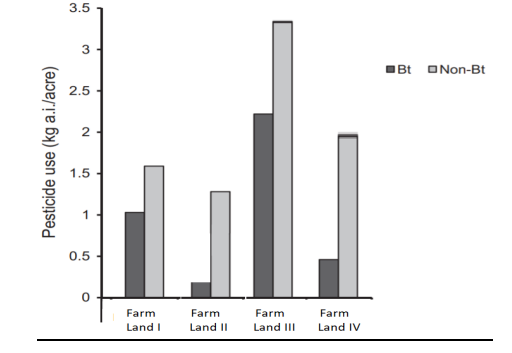 Pesticide use (kg a.i./acre)
3.5
3
2.5
2
1.5
1
0.5
0
Bt Non-Bt
Farm Farm Farm Farm
Land I Land II Land III Land IV